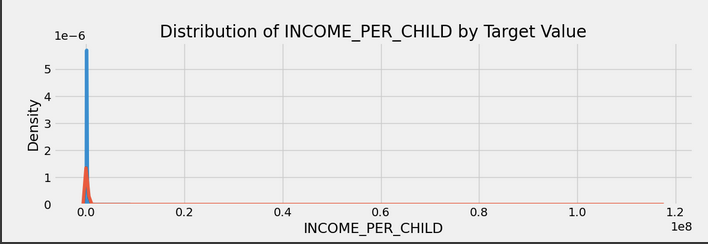 Distribution of INCOME_PER_CHILD by Target Value
1e−6
5
4
3
2
1
0
Density
0.0 0.2 0.4 0.6 0.8 1.0 1.2
1e8
INCOME_PER_CHILD